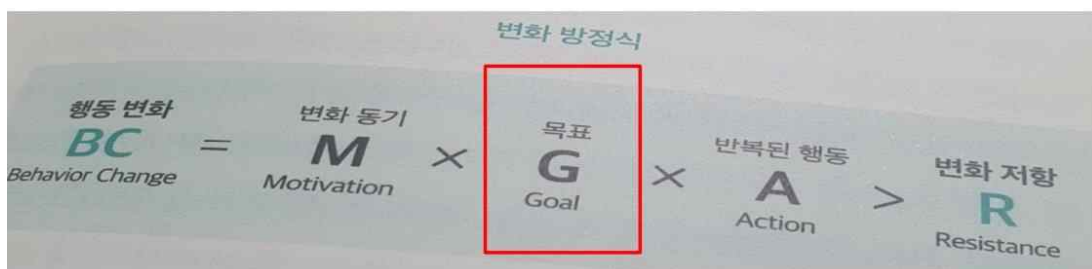 변화 방정식
행동 변화 변화 동기 목표 반복된 행동 변화 저항
BC = M × G × A > R
Behavior Change Motivation Goal Action Resistance